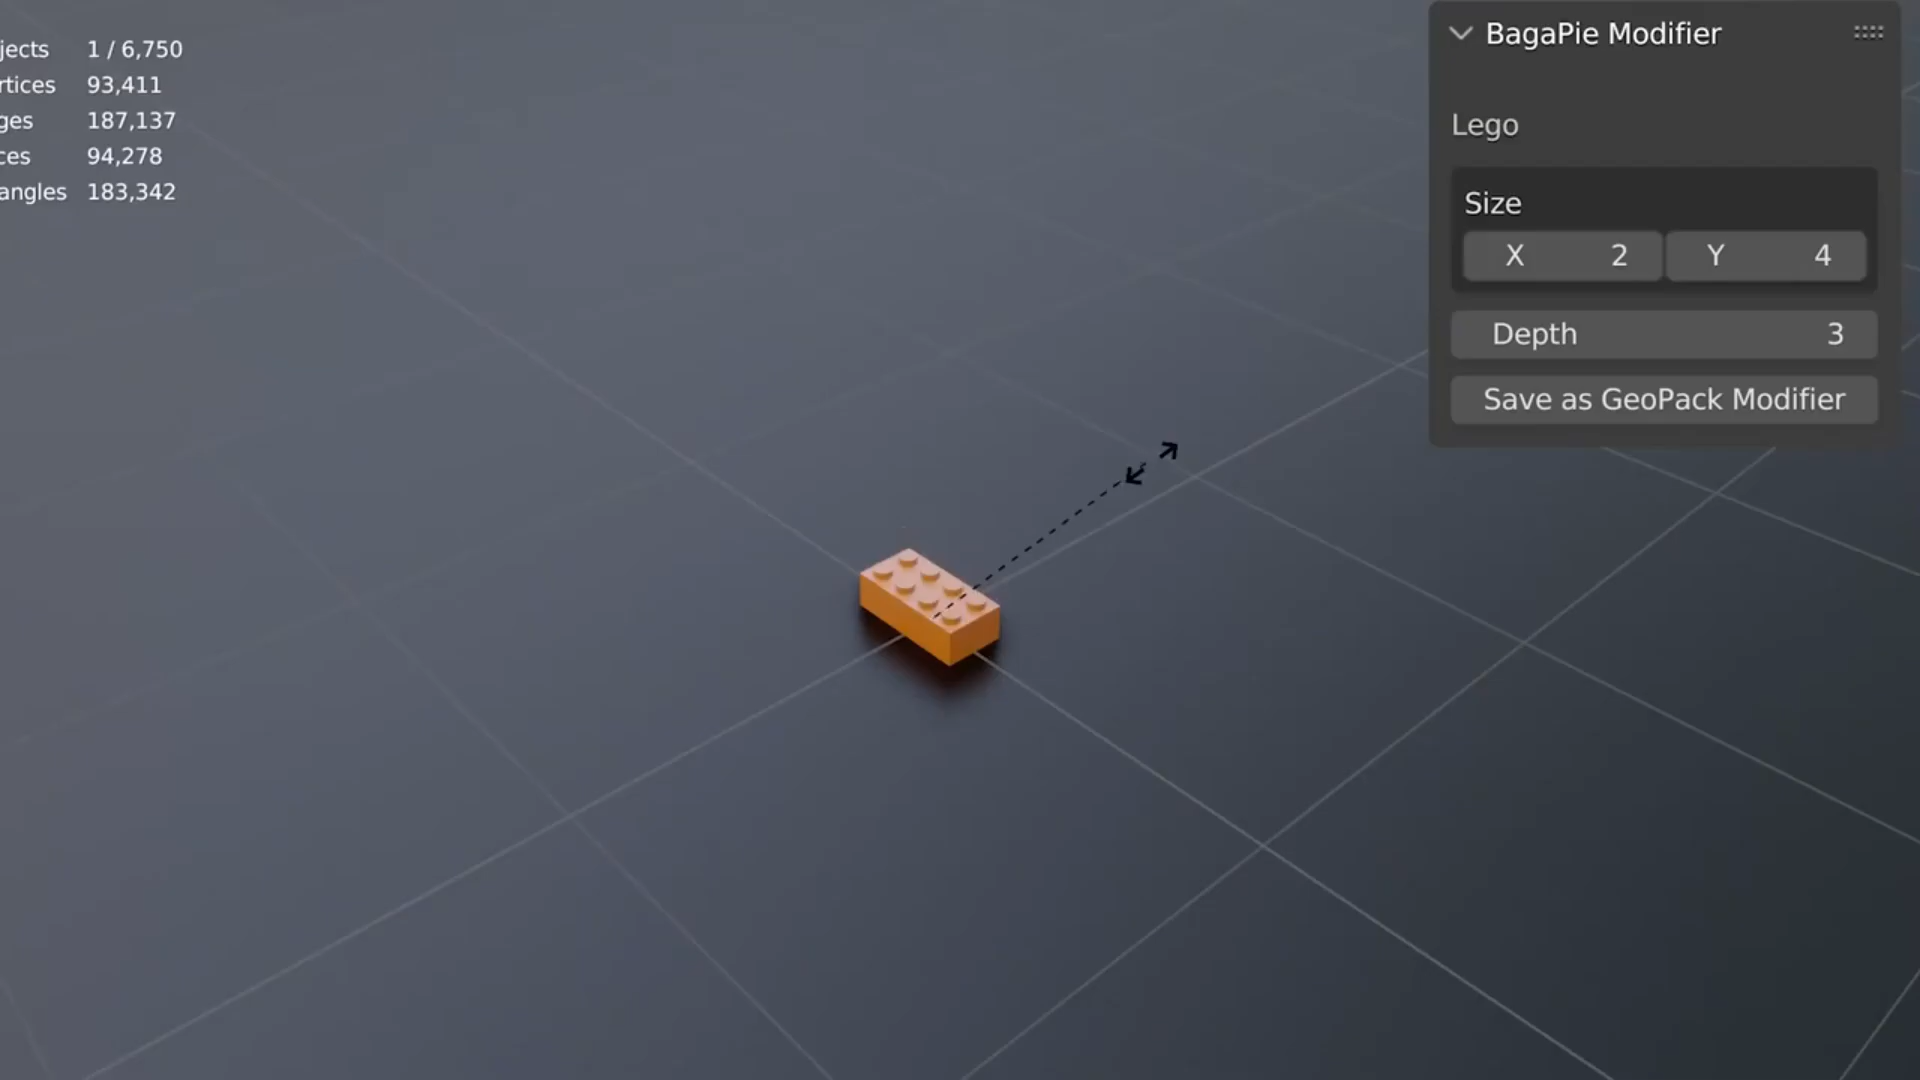 jects 1 / 6,750
rtices 93,411
ges 187,137
ces 94,278
angles 183,342
BagaPie Modifier
Lego
Size
X 2 Y 4
Depth 3
Save as GeoPack Modifier